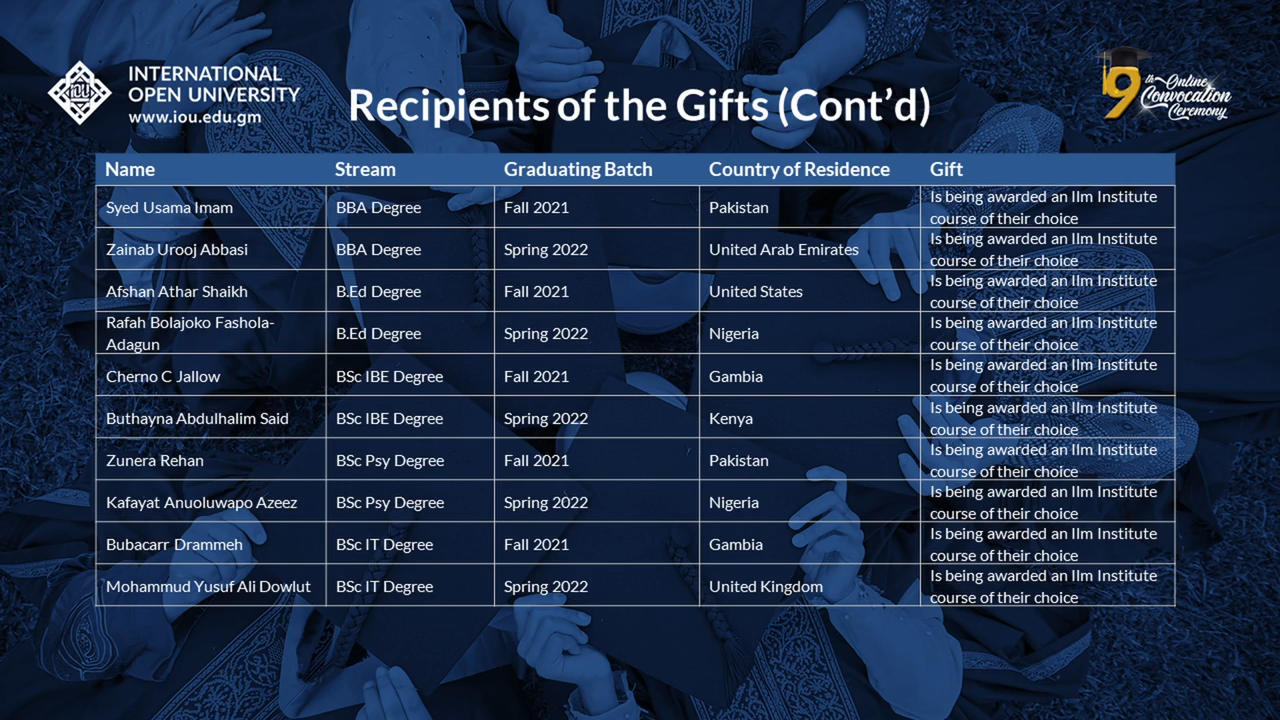 INTERNATIONAL
OPEN UNIVERSITY
www.iou.edu.gm
iou
Recipients of the Gifts (Cont’d)
9th Online
Convocation
Ceremony
Name Stream Graduating Batch Country of Residence Gift
Syed Usama Imam BBA Degree Fall 2021 Pakistan Is being awarded an Ilm Institute
course of their choice
Zainab Urooj Abbasi BBA Degree Spring 2022 United Arab Emirates Is being awarded an Ilm Institute
course of their choice
Afshan Athar Shaikh B.Ed Degree Fall 2021 United States Is being awarded an Ilm Institute
course of their choice
Rafah Bolajoko Fashola-
Adagun B.Ed Degree Spring 2022 Nigeria Is being awarded an Ilm Institute
course of their choice
Cherno C Jallow BSc IBE Degree Fall 2021 Gambia Is being awarded an Ilm Institute
course of their choice
Buthayna Abdulhalim Said BSc IBE Degree Spring 2022 Kenya Is being awarded an Ilm Institute
course of their choice
Zunera Rehan BSc Psy Degree Fall 2021 Pakistan Is being awarded an Ilm Institute
course of their choice
Kafayat Anuoluwapo Azeez BSc Psy Degree Spring 2022 Nigeria Is being awarded an Ilm Institute
course of their choice
Bubacarr Drammeh BSc IT Degree Fall 2021 Gambia Is being awarded an Ilm Institute
course of their choice
Mohammud Yusuf Ali Dowlut BSc IT Degree Spring 2022 United Kingdom Is being awarded an Ilm Institute
course of their choice